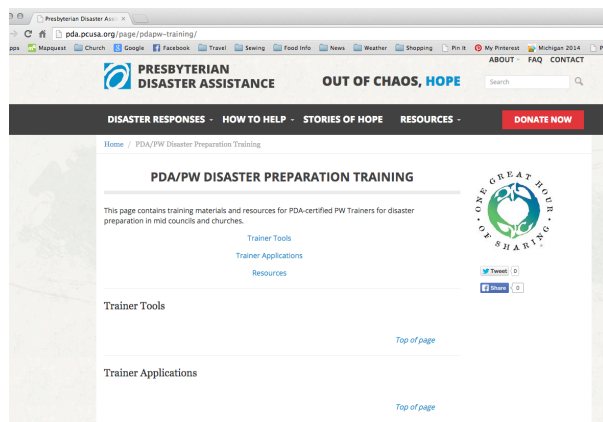 Presbyterian Disaster Assi
pda.pcusa.org/page/pdapw-training/
pps Mapquest Church Google Facebook Travel Sewing Food Info News Weather Shopping Pin It My Pinterest Michigan 2014
ABOUT FAQ CONTACT
PRESBYTERIAN
DISASTER ASSISTANCE
OUT OF CHAOS, HOPE
Search
DISASTER RESPONSES HOW TO HELP STORIES OF HOPE RESOURCES DONATE NOW
Home / PDA/PW Disaster Preparation Training
PDA/PW DISASTER PREPARATION TRAINING
ONE GREAT HOUR OF SHARING
This page contains training materials and resources for PDA-certified PW Trainers for disaster
preparation in mid councils and churches.
Trainer Tools
Trainer Applications
Resources
Tweet 0
Share 0
Trainer Tools
Top of page
Trainer Applications
Top of page